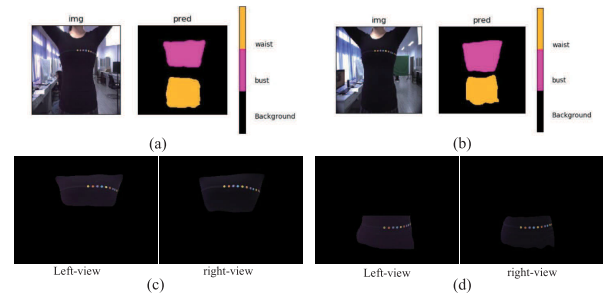 img pred
waist
bust
Background
(a)
img pred
waist
bust
Background
(b)
Left-view right-view
(c)
Left-view right-view
(d)